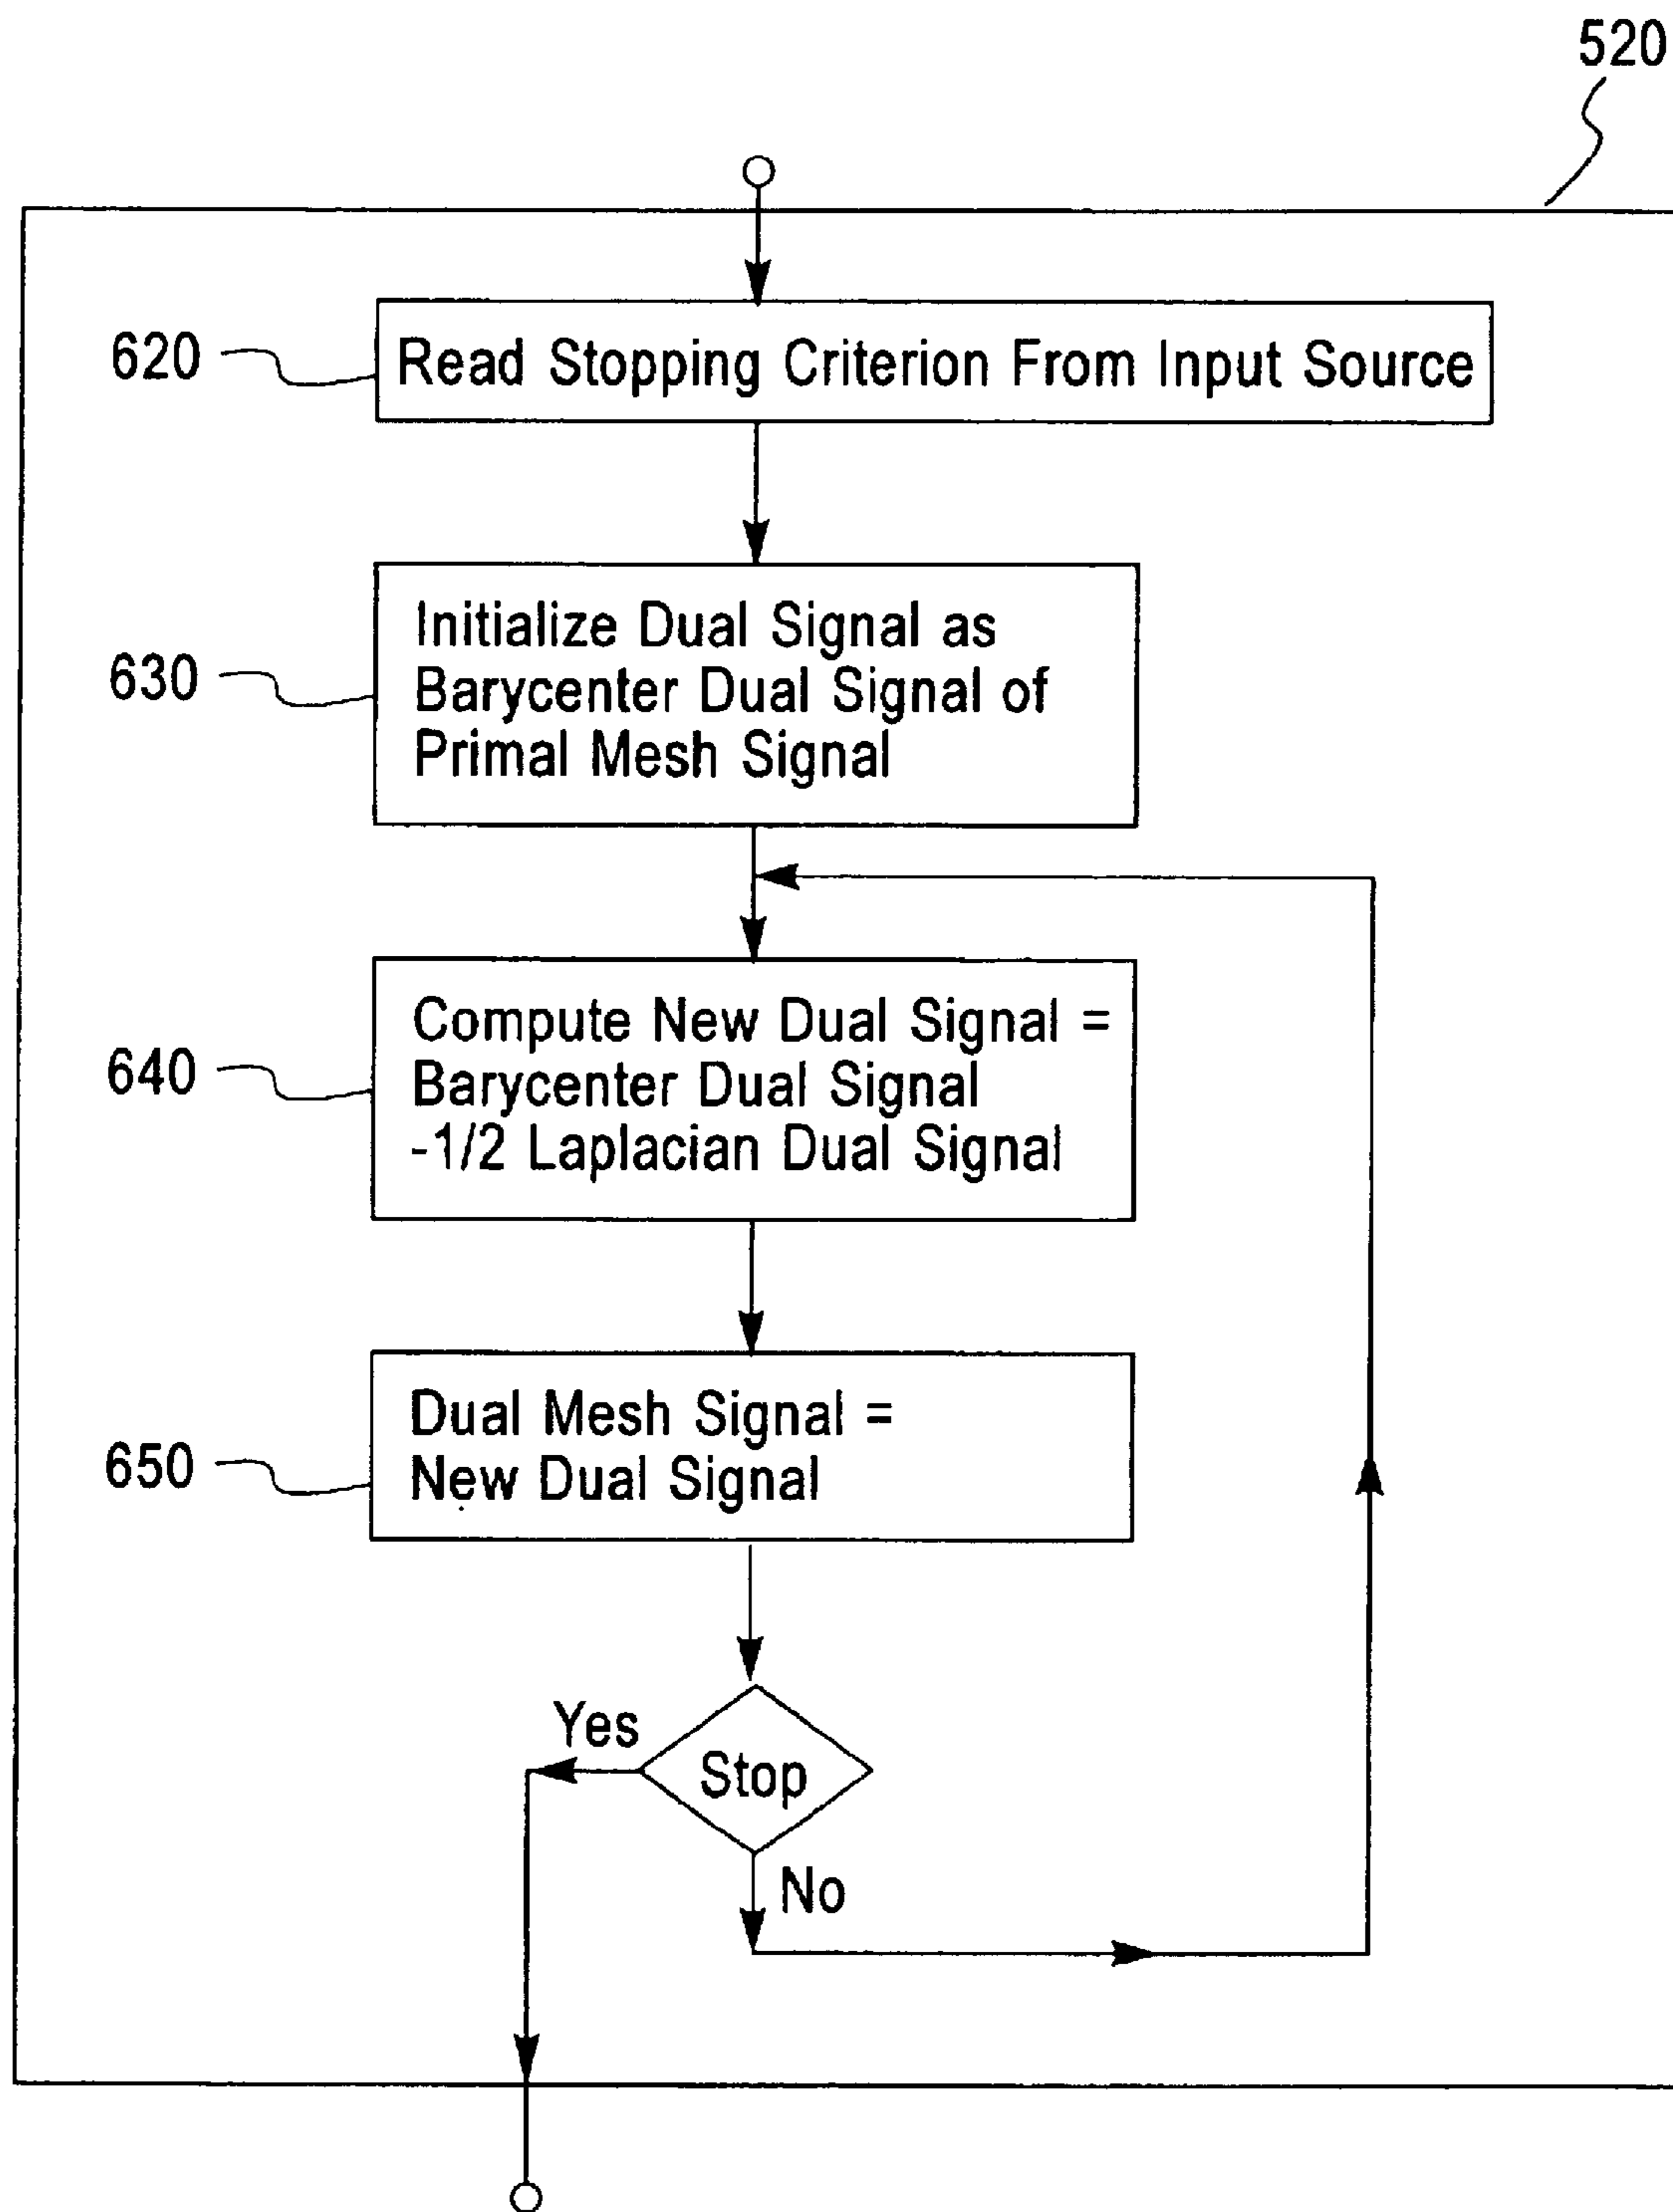 520
620
Read Stopping Criterion From Input Source
630
Initialize Dual Signal as
Barycenter Dual Signal of
Primal Mesh Signal
640
Compute New Dual Signal =
Barycenter Dual Signal
-1/2 Laplacian Dual Signal
650
Dual Mesh Signal =
New Dual Signal
Yes
Stop
No